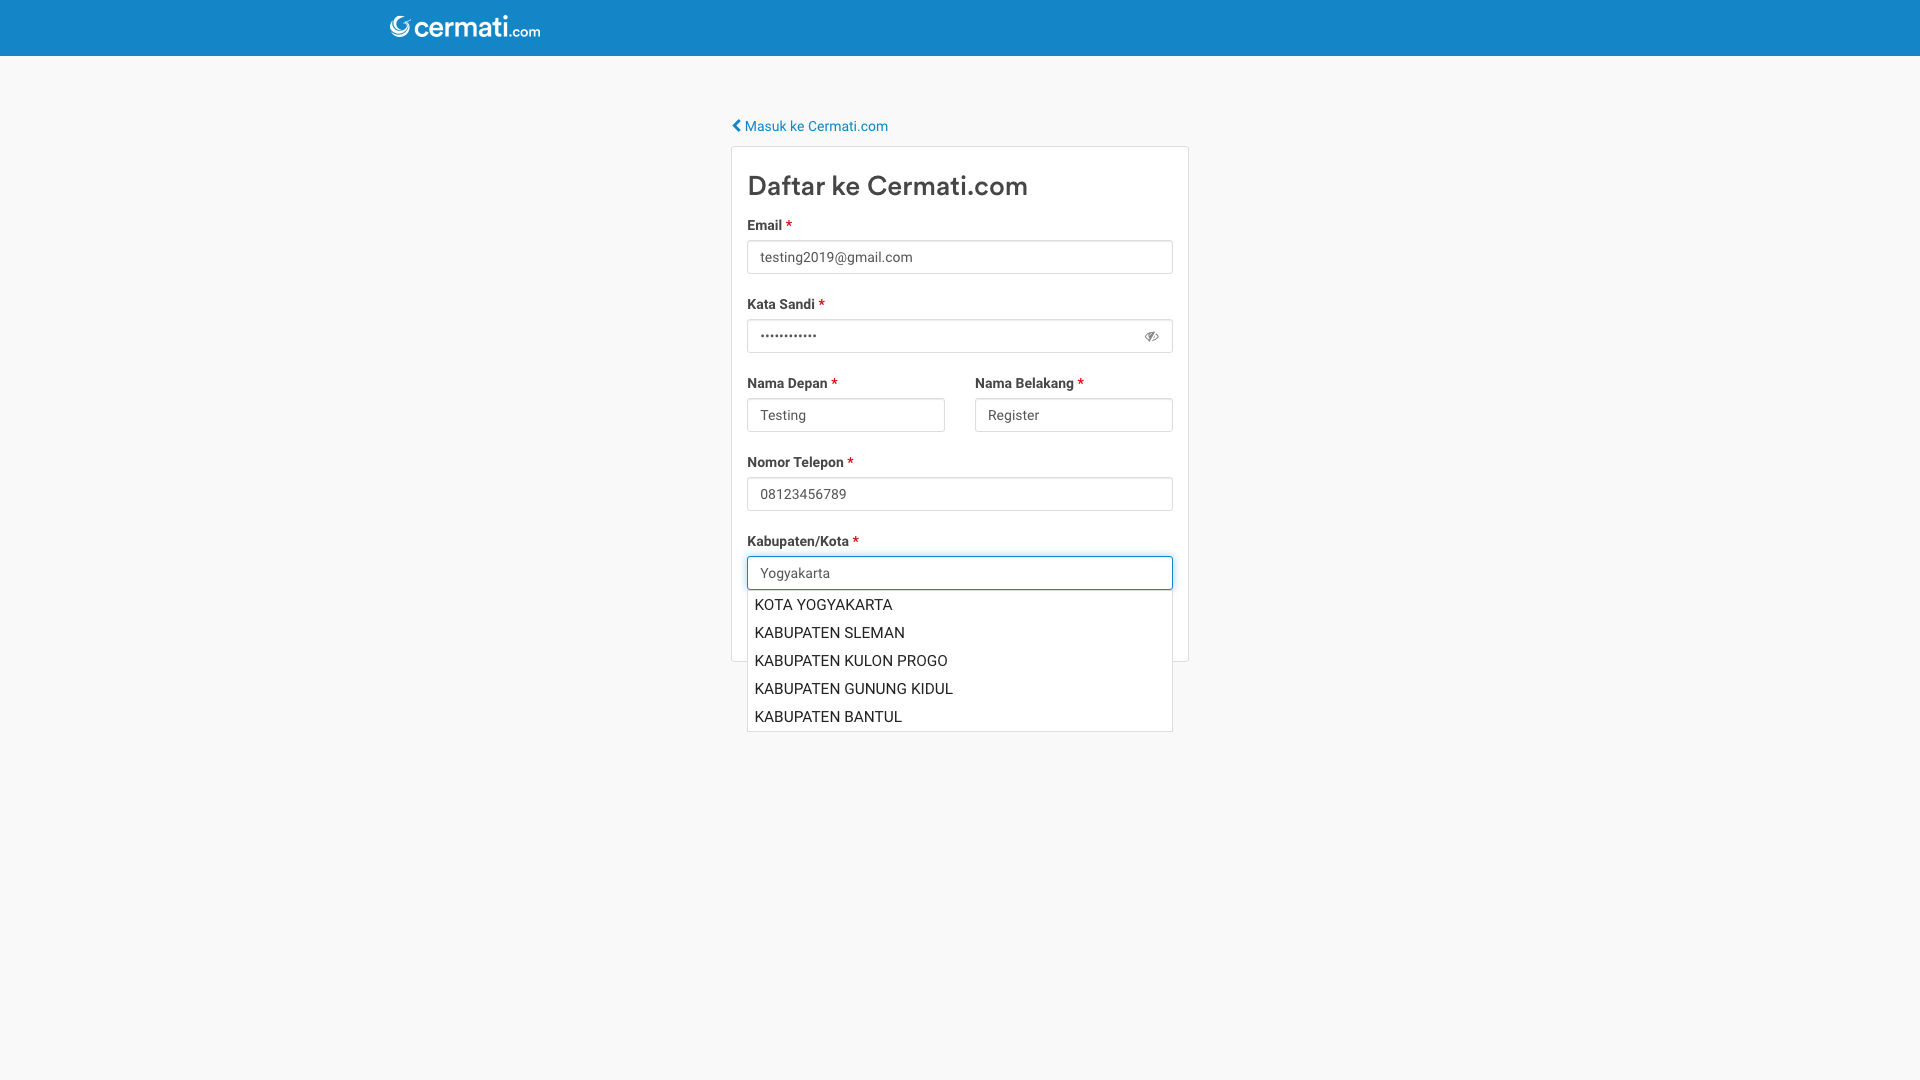 cermati.com
Masuk ke Cermati.com
Daftar ke Cermati.com
Email *
testing2019@gmail.com
Kata Sandi *
••••••••••••
Nama Depan * Nama Belakang *
Testing Register
Nomor Telepon *
08123456789
Kabupaten/Kota *
Yogyakarta
KOTA YOGYAKARTA
KABUPATEN SLEMAN
KABUPATEN KULON PROGO
KABUPATEN GUNUNG KIDUL
KABUPATEN BANTUL